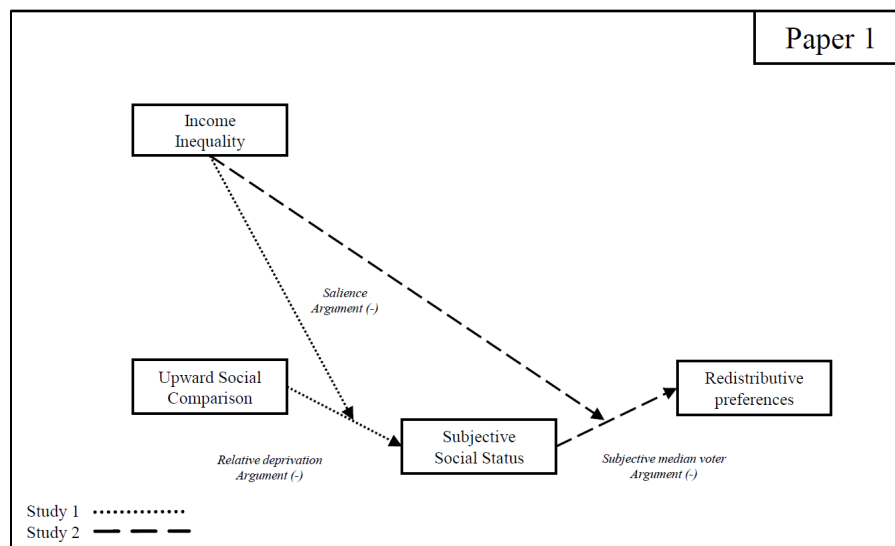 Paper 1
Income
Inequality
Salience
Argument (-)
Upward Social
Comparison
Redistributive
preferences
Subjective
Social Status
Relative deprivation
Argument (-)
Subjective median voter
Argument (-)
Study 1
Study 2